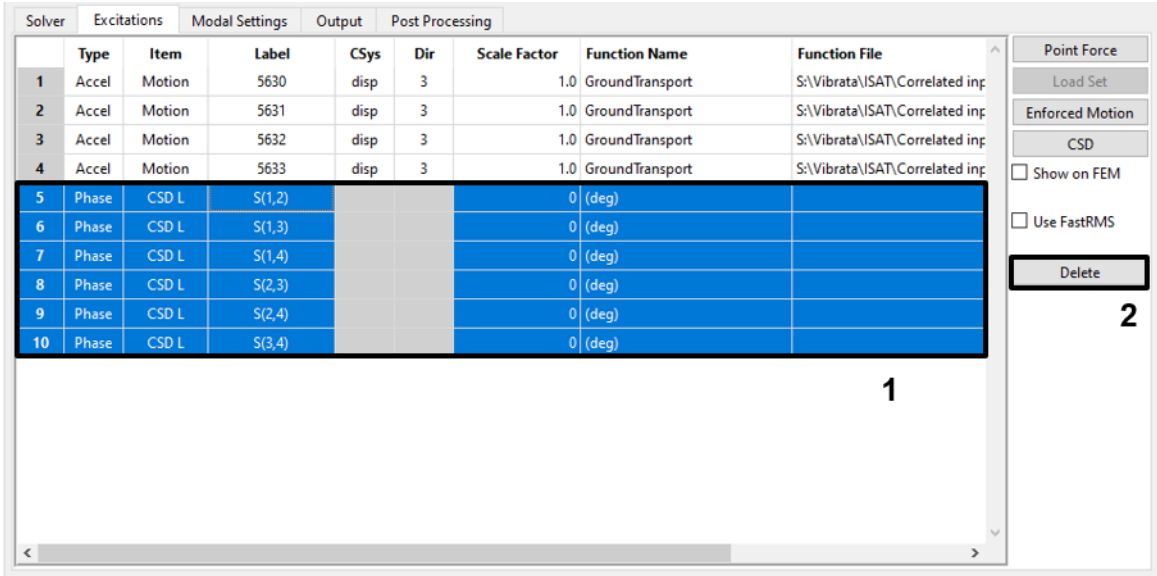 Solver Excitations Modal Settings Output Post Processing
Type Item Label CSys Dir Scale Factor Function Name Function File
1 Accel Motion 5630 disp 3 1.0 GroundTransport S:\Vibrata\ISAT\Correlated inp
2 Accel Motion 5631 disp 3 1.0 GroundTransport S:\Vibrata\ISAT\Correlated inp
3 Accel Motion 5632 disp 3 1.0 GroundTransport S:\Vibrata\ISAT\Correlated inp
4 Accel Motion 5633 disp 3 1.0 GroundTransport S:\Vibrata\ISAT\Correlated inp
5 Phase CSD L S(1,2) 0 (deg)
6 Phase CSD L S(1,3) 0 (deg)
7 Phase CSD L S(1,4) 0 (deg)
8 Phase CSD L S(2,3) 0 (deg)
9 Phase CSD L S(2,4) 0 (deg)
10 Phase CSD L S(3,4) 0 (deg)
1
Point Force
Load Set
Enforced Motion
CSD
Show on FEM
Use FastRMS
Delete
2